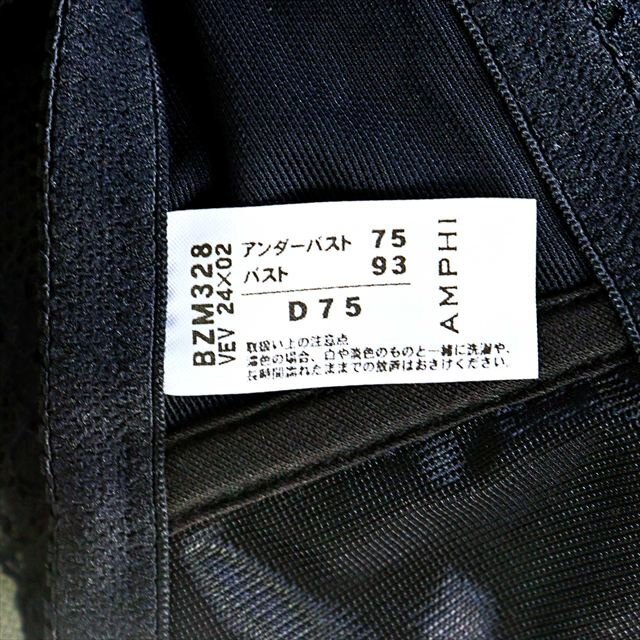 BZM328
VEV 24×02
アンダーバスト 75
バスト 93
D75
AMPHI
取扱い上の注意点
濃色の場合、白や淡色のものと一緒に洗濯や、
長時間濡れたままでの放置はおさけください。